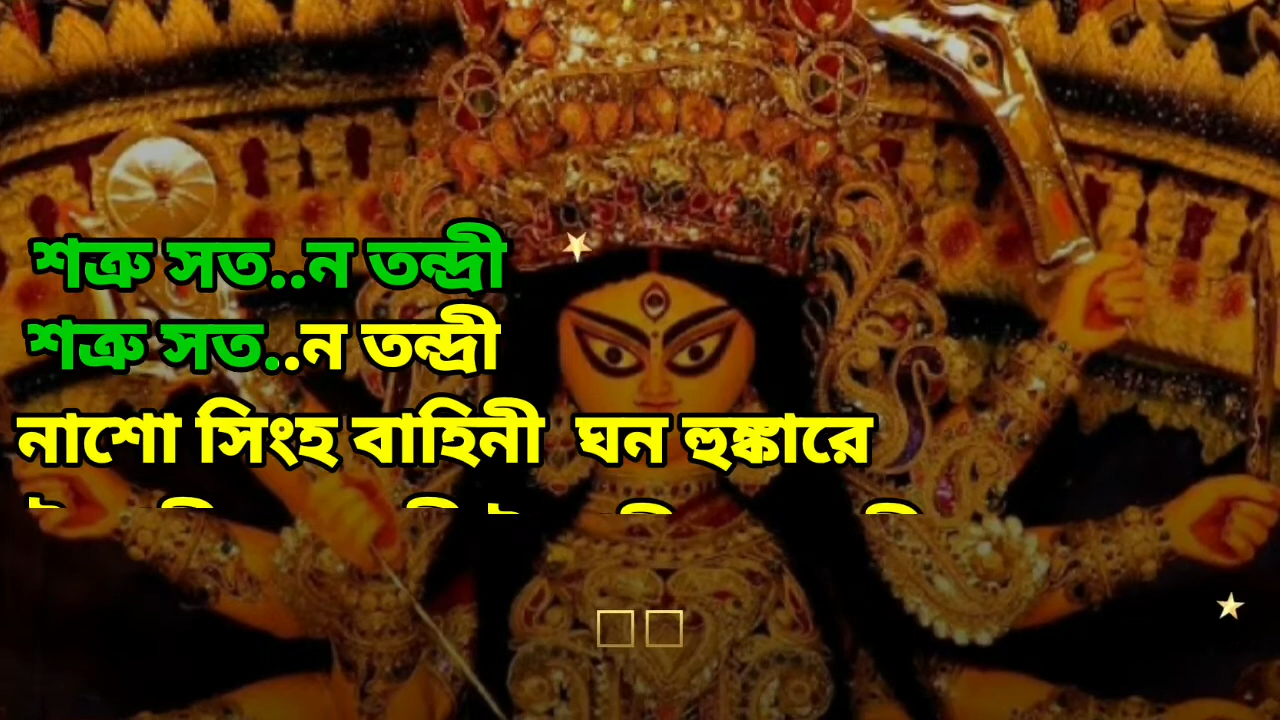 শত্রু সত..ন তন্দ্রী
শত্রু সত..ন তন্দ্রী
নাশো সিংহ বাহিনী ঘন হুঙ্কারে